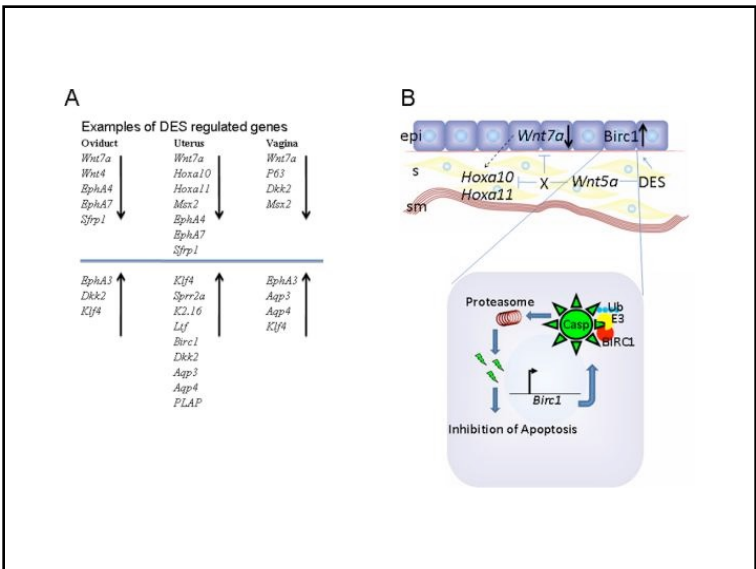 A
Examples of DES regulated genes
Oviduct Uterus Vagina
Wnt7a Wnt7a Wnt7a
Wnt4 Hoxa10 P63
EphA4 Hoxa11 Dkk2
EphA7 Msx2 Msx2
Sfrp1 EphA4
EphA7
Sfrp1
EphA3 Klf4 EphA3
Dkk2 Sprr2a Aqp3
Klf4 K2.16 Aqp4
Ltf Klf4
Birc1
Dkk2
Aqp3
Aqp4
PLAP
B
epi Wnt7a Birc1
s Hoxa10 X Wnt5a DES
Hoxa11
sm
Proteasome Casp Ub
E3
BIRC1
Birc1
Inhibition of Apoptosis